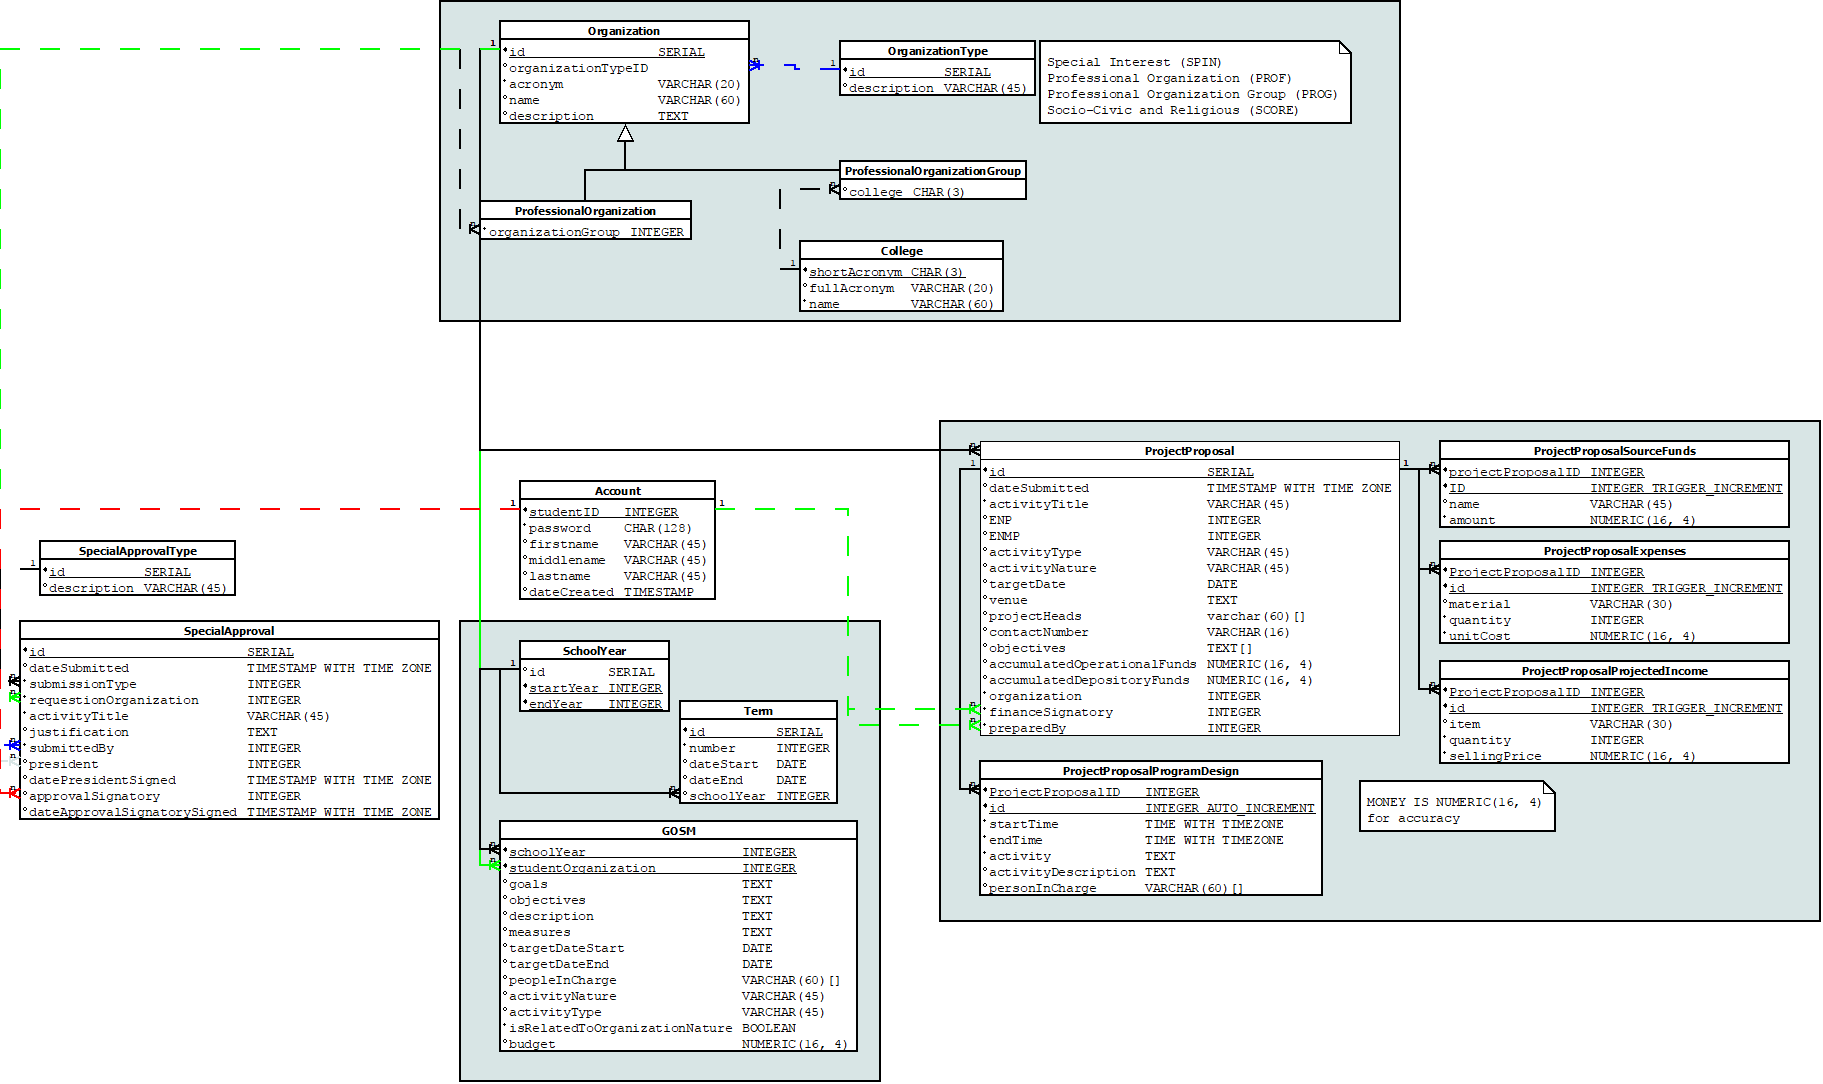 Organization
1
id SERIAL
organizationTypeID
acronym VARCHAR(20)
name VARCHAR(60)
description TEXT
OrganizationType
1
id SERIAL
description VARCHAR(45)
Special Interest (SPIN)
Professional Organization (PROF)
Professional Organization Group (PROG)
Socio-Civic and Religious (SCORE)
ProfessionalOrganizationGroup
college CHAR(3)
ProfessionalOrganization
organizationGroup INTEGER
College
1
shortAcronym CHAR(3)
fullAcronym VARCHAR(20)
name VARCHAR(60)
Account
1
1
studentID INTEGER
password CHAR(128)
firstname VARCHAR(45)
middlename VARCHAR(45)
lastname VARCHAR(45)
dateCreated TIMESTAMP
SpecialApprovalType
1
id SERIAL
description VARCHAR(45)
SpecialApproval
id SERIAL
dateSubmitted TIMESTAMP WITH TIME ZONE
submissionType INTEGER
requestionOrganization INTEGER
activityTitle VARCHAR(45)
justification TEXT
submittedBy INTEGER
president INTEGER
datePresidentSigned TIMESTAMP WITH TIME ZONE
approvalSignatory INTEGER
dateApprovalSignatorySigned TIMESTAMP WITH TIME ZONE
SchoolYear
1
id SERIAL
startYear INTEGER
endYear INTEGER
Term
id SERIAL
number INTEGER
dateStart DATE
dateEnd DATE
schoolYear INTEGER
GOSM
schoolYear INTEGER
studentOrganization INTEGER
goals TEXT
objectives TEXT
description TEXT
measures TEXT
targetDateStart DATE
targetDateEnd DATE
peopleInCharge VARCHAR(60)[]
activityNature VARCHAR(45)
activityType VARCHAR(45)
isRelatedToOrganizationNature BOOLEAN
budget NUMERIC(16, 4)
ProjectProposal
1
1
id SERIAL
dateSubmitted TIMESTAMP WITH TIME ZONE
activityTitle VARCHAR(45)
ENP INTEGER
ENMP INTEGER
activityType VARCHAR(45)
activityNature VARCHAR(45)
targetDate DATE
venue TEXT
projectHeads varchar(60)[]
contactNumber VARCHAR(16)
objectives TEXT[]
accumulatedOperationalFunds NUMERIC(16, 4)
accumulatedDepositoryFunds NUMERIC(16, 4)
organization INTEGER
financeSignatory INTEGER
preparedBy INTEGER
ProjectProposalSourceFunds
projectProposalID INTEGER
ID INTEGER TRIGGER_INCREMENT
name VARCHAR(45)
amount NUMERIC(16, 4)
ProjectProposalExpenses
ProjectProposalID INTEGER
id INTEGER TRIGGER_INCREMENT
material VARCHAR(30)
quantity INTEGER
unitCost NUMERIC(16, 4)
ProjectProposalProjectedIncome
ProjectProposalID INTEGER
id INTEGER TRIGGER_INCREMENT
item VARCHAR(30)
quantity INTEGER
sellingPrice NUMERIC(16, 4)
ProjectProposalProgramDesign
ProjectProposalID INTEGER
id INTEGER AUTO_INCREMENT
startTime TIME WITH TIMEZONE
endTime TIME WITH TIMEZONE
activity TEXT
activityDescription TEXT
personInCharge VARCHAR(60)[]
MONEY IS NUMERIC(16, 4)
for accuracy